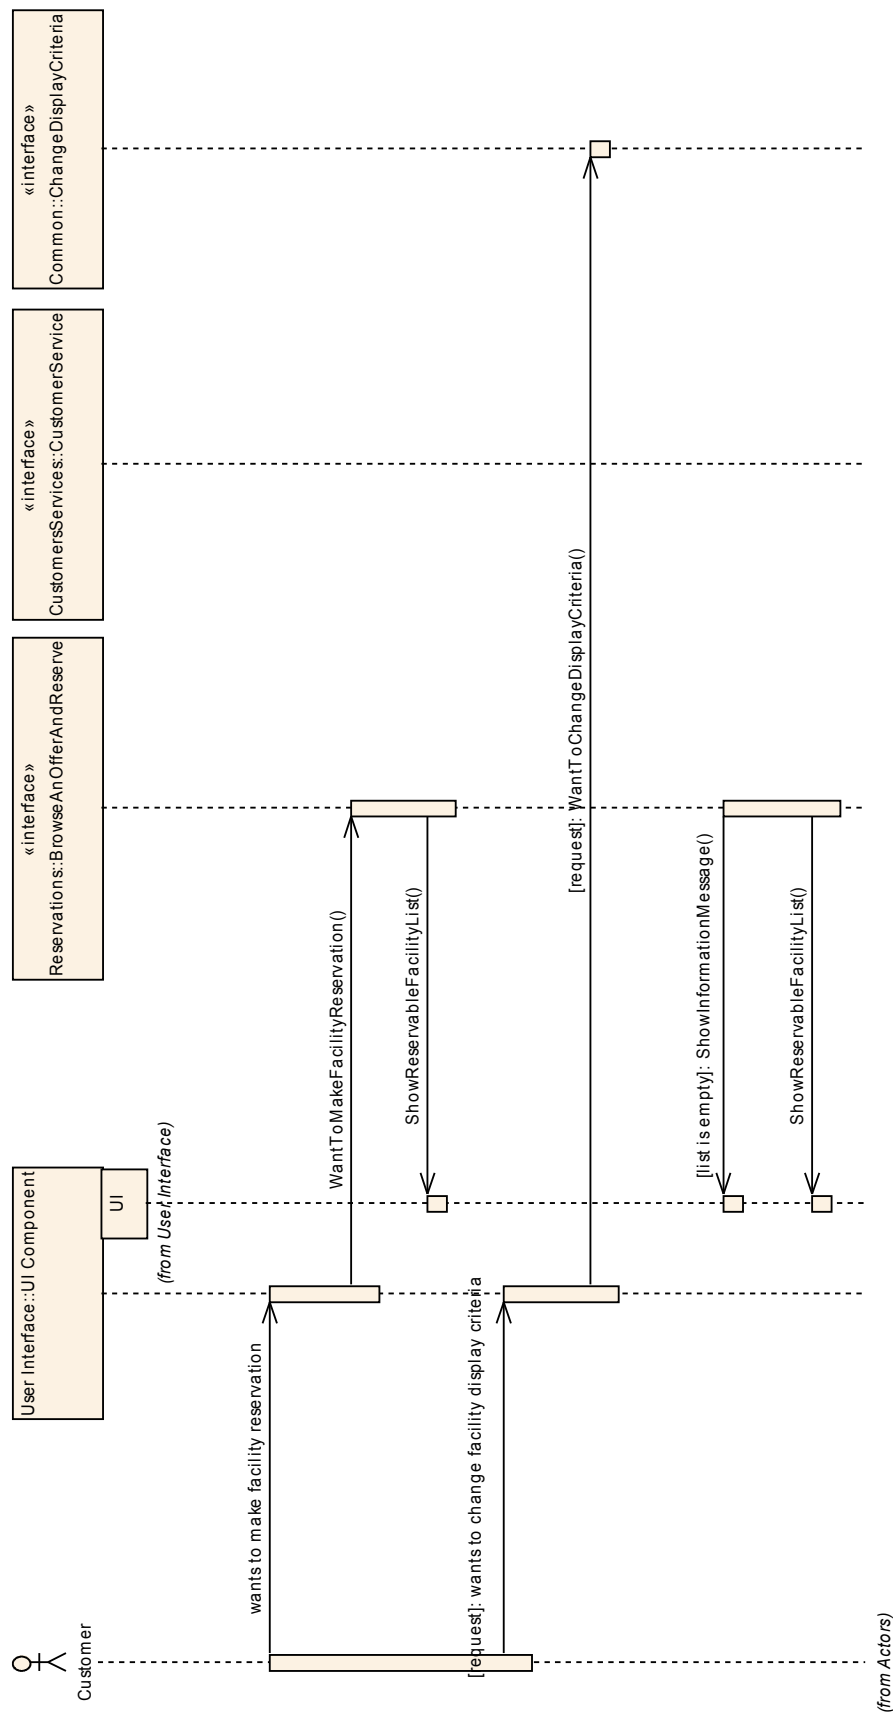 Customer
(from Actors)
User Interface::UI Component
UI
(from User Interface)
«interface»
Reservations::BrowseAnOfferAndReserve
«interface»
CustomersServices::CustomerService
«interface»
Common::ChangeDisplayCriteria
wants to make facility reservation
WantToMakeFacilityReservation()
ShowReservableFacilityList()
[request]: wants to change facility display criteria
[request]: WantToChangeDisplayCriteria()
[list is empty]: ShowInformationMessage()
ShowReservableFacilityList()